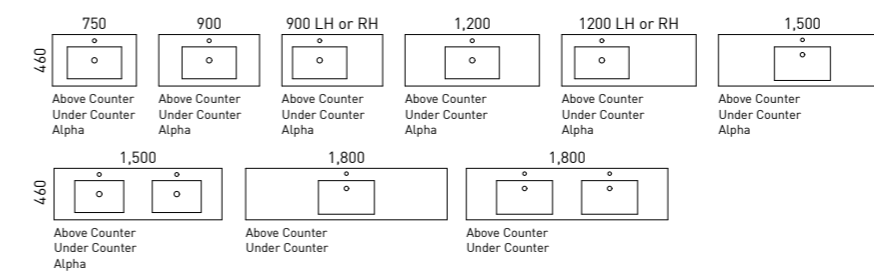 750 900 900 LH or RH 1,200 1200 LH or RH 1,500
460
Above Counter Above Counter Above Counter Above Counter Above Counter Above Counter
Under Counter Under Counter Under Counter Under Counter Under Counter Under Counter
Alpha Alpha Alpha Alpha Alpha Alpha
1,500 1,800 1,800
460
Above Counter Above Counter Above Counter
Under Counter Under Counter Under Counter
Alpha